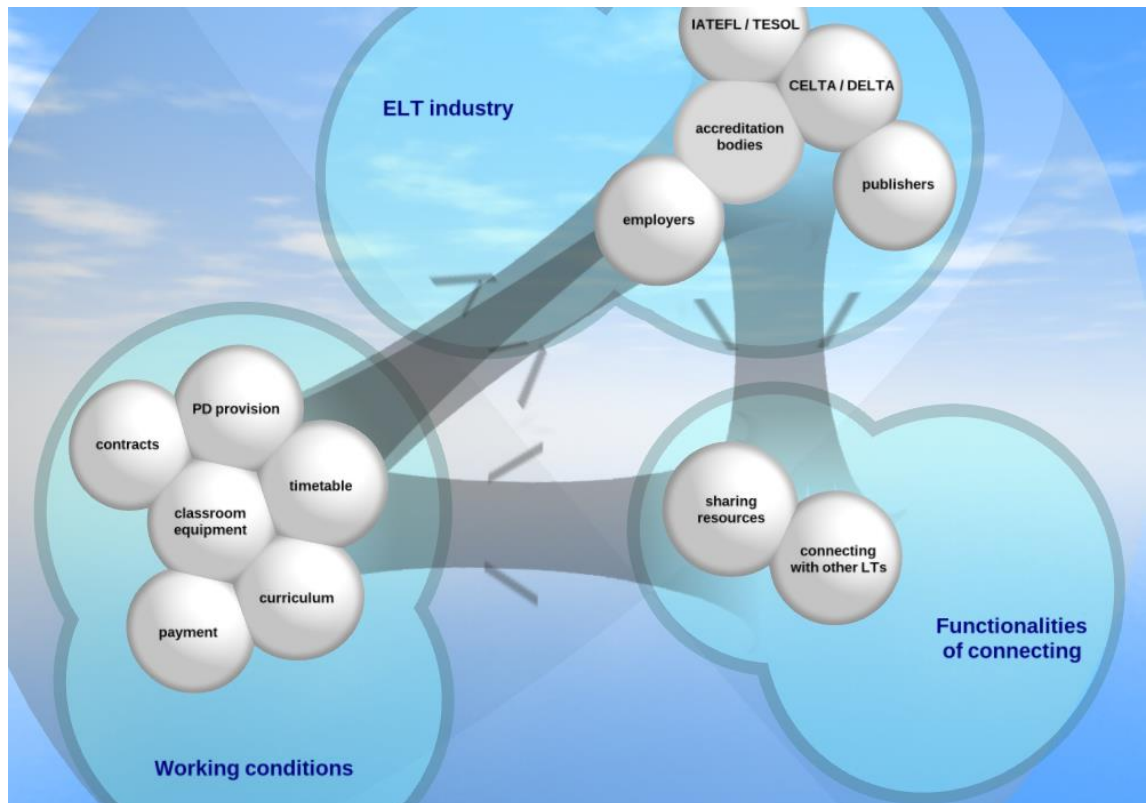 IATEFL / TESOL
CELTA / DELTA
ELT industry
accreditation
bodies
publishers
employers
PD provision
contracts
timetable
classroom
equipment
curriculum
payment
sharing
resources
connecting
with other LTs
Functionalities
of connecting
Working conditions